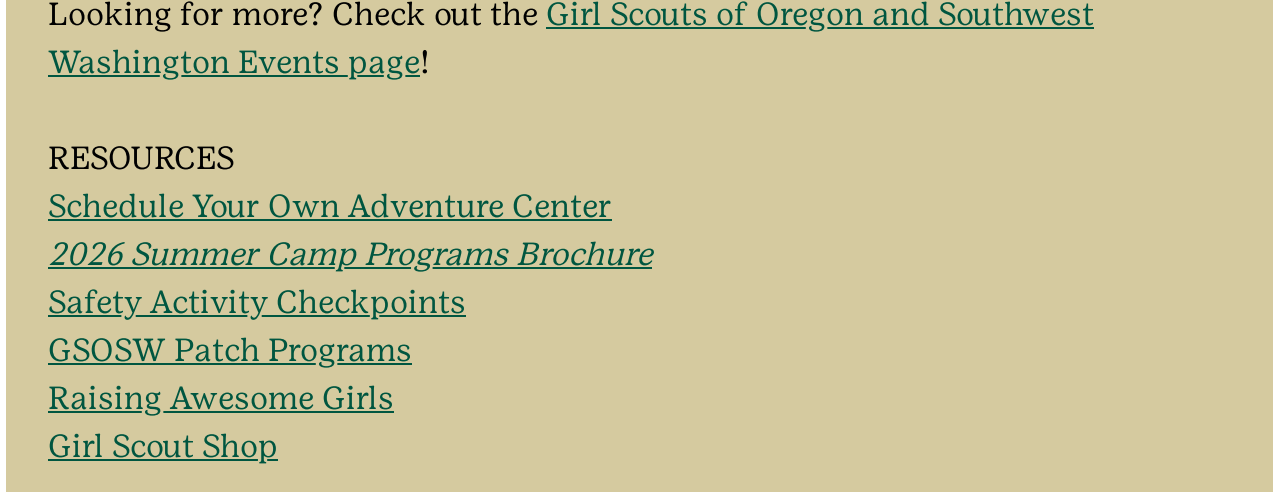 Looking for more? Check out the Girl Scouts of Oregon and Southwest
Washington Events page!
RESOURCES
Schedule Your Own Adventure Center
2026 Summer Camp Programs Brochure
Safety Activity Checkpoints
GSOSW Patch Programs
Raising Awesome Girls
Girl Scout Shop